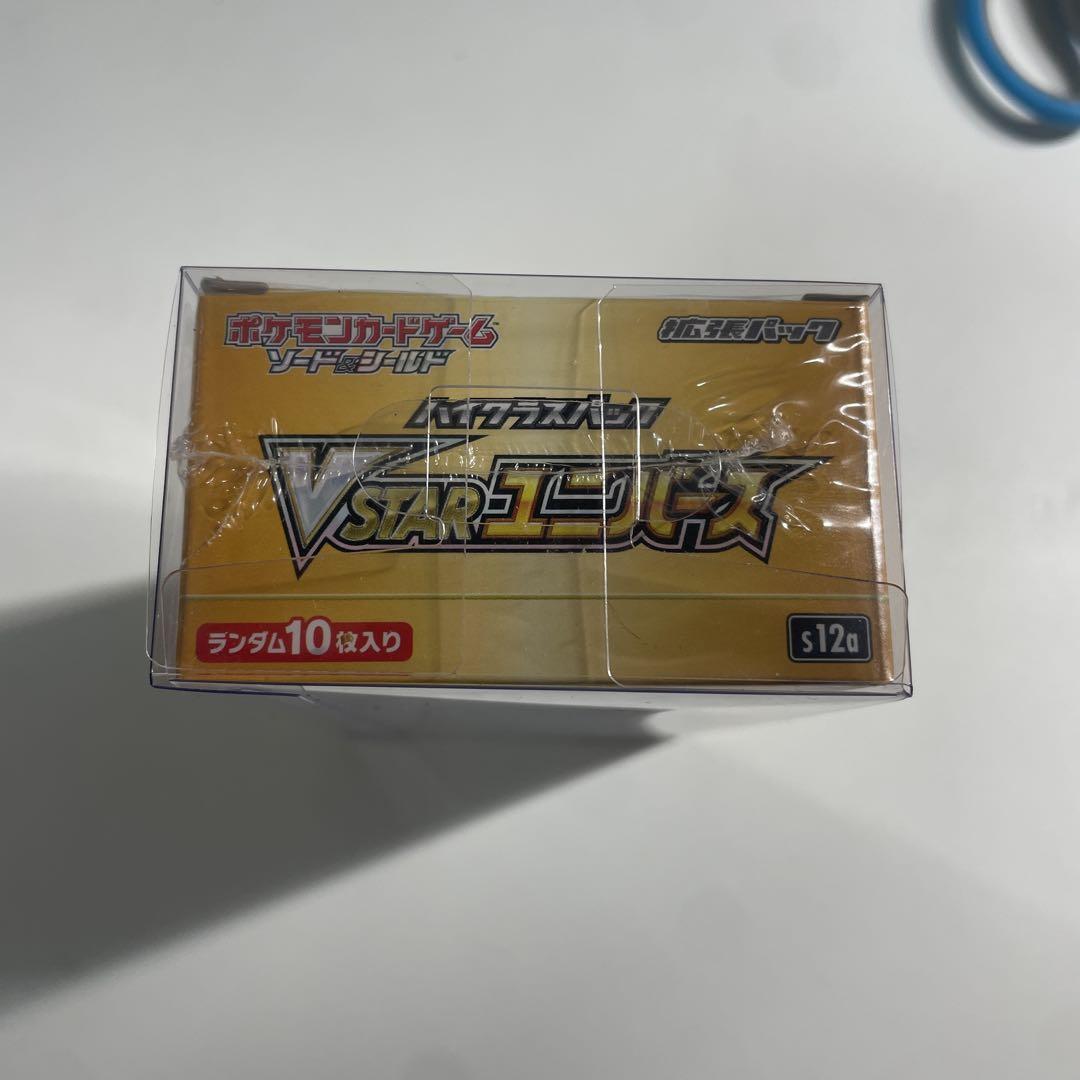 ポケモンカードゲーム
ソード&シールド
拡張パック
ハイクラスパック
VSTARユニバース
ランダム10枚入り
s12a